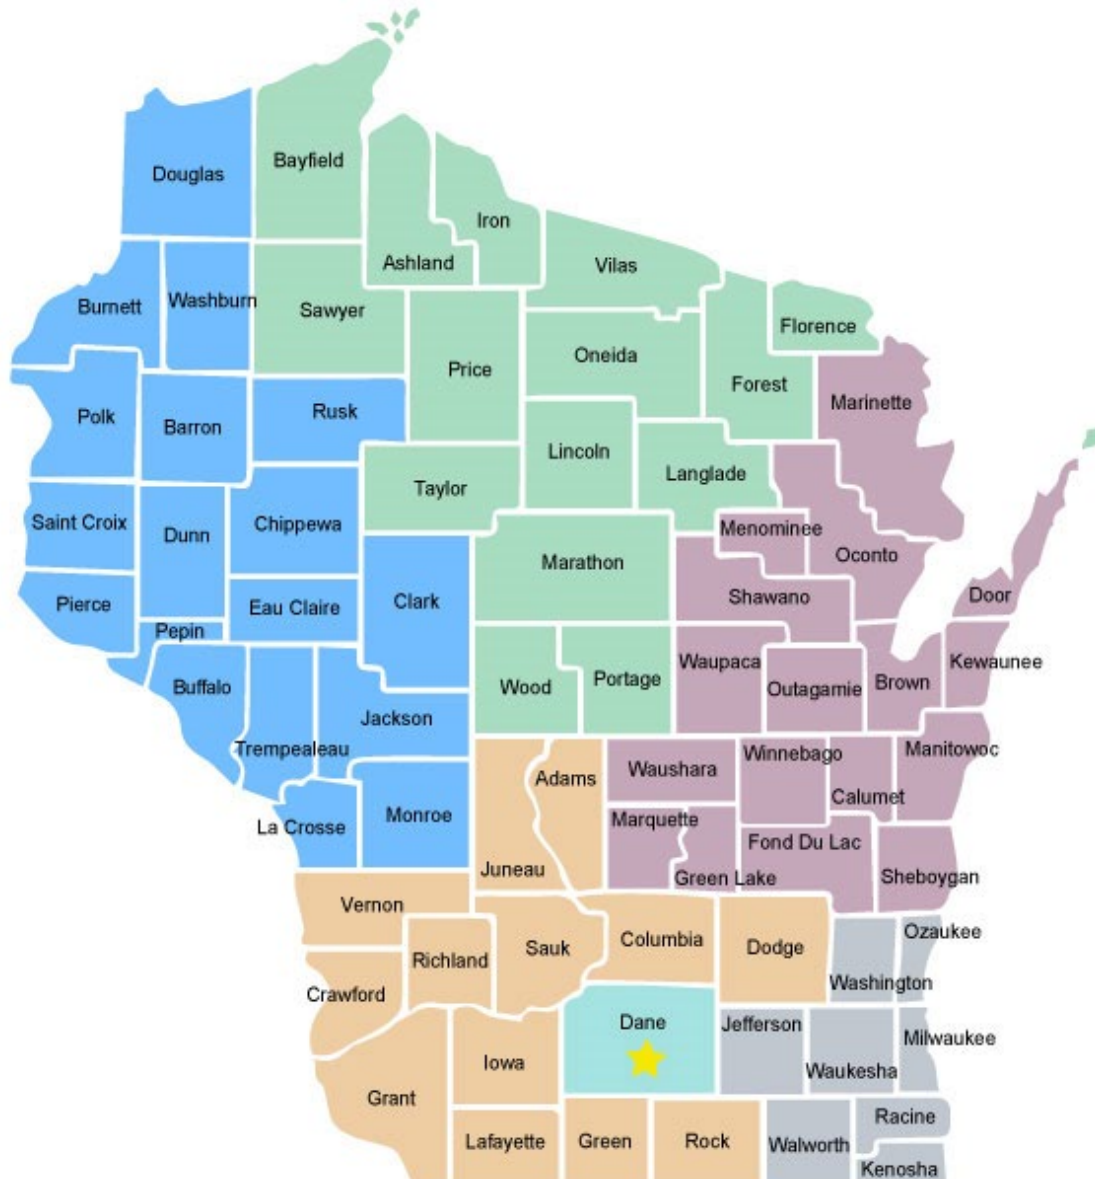 Douglas
Bayfield
Iron
Ashland
Vilas
Burnett
Washburn
Sawyer
Florence
Price
Oneida
Forest
Marinette
Polk
Barron
Rusk
Lincoln
Langlade
Taylor
Saint Croix
Dunn
Chippewa
Menominee
Oconto
Marathon
Pierce
Eau Claire
Clark
Shawano
Door
Pepin
Buffalo
Wood
Portage
Waupaca
Outagamie
Brown
Kewaunee
Trempealeau
Jackson
Adams
Waushara
Winnebago
Manitowoc
Calumet
La Crosse
Monroe
Marquette
Juneau
Green Lake
Fond Du Lac
Sheboygan
Vernon
Richland
Sauk
Columbia
Dodge
Ozaukee
Washington
Crawford
Dane
Jefferson
Milwaukee
Waukesha
Iowa
Grant
Lafayette
Green
Rock
Walworth
Racine
Kenosha